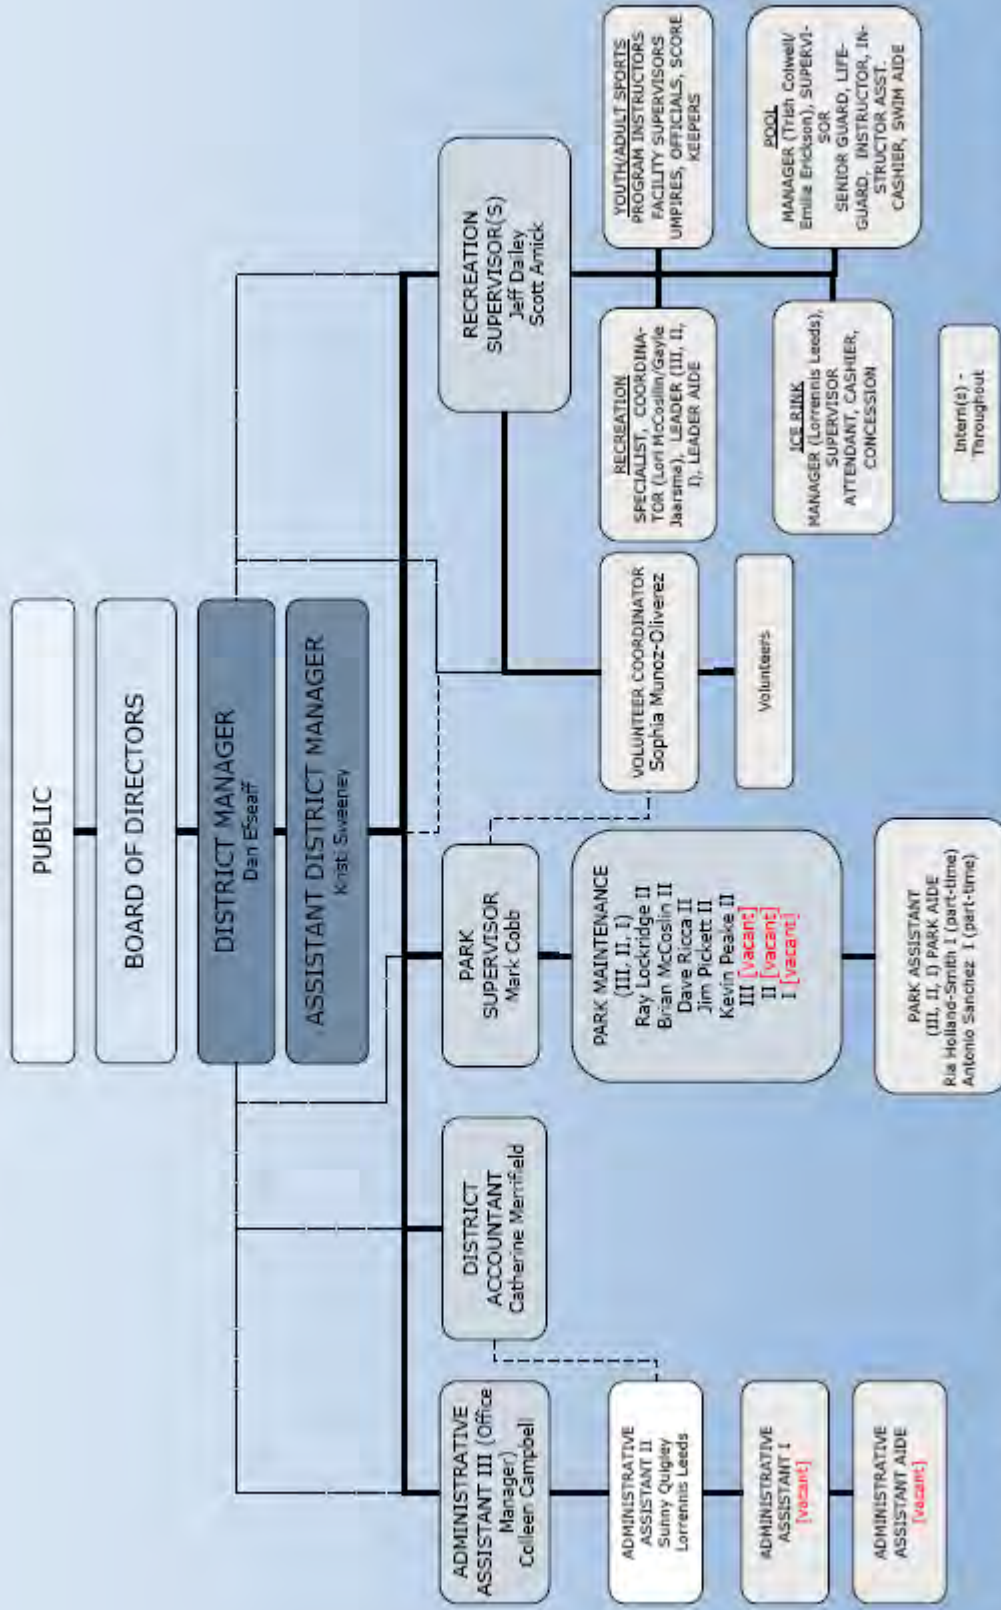 PUBLIC
BOARD OF DIRECTORS
DISTRICT MANAGER
Dan Efseaff
ASSISTANT DISTRICT MANAGER
Kristi Sweeney
ADMINISTRATIVE
ASSISTANT III (Office
Manager)
Colleen Campbell
DISTRICT
ACCOUNTANT
Catherine Merrifield
PARK
SUPERVISOR
Mark Cobb
RECREATION
SUPERVISOR(S)
Jeff Dailey
Scott Amick
ADMINISTRATIVE
ASSISTANT II
Sunny Quigley
Lorrennis Leeds
ADMINISTRATIVE
ASSISTANT I
[vacant]
ADMINISTRATIVE
ASSISTANT AIDE
[vacant]
PARK MAINTENANCE
(III, II, I)
Ray Lockridge II
Brian McCoslin II
Dave Ricca II
Jim Pickett II
Kevin Peake II
III [vacant]
II [vacant]
I [vacant]
PARK ASSISTANT
(III, II, I) PARK AIDE
Ria Holland-Smith I (part-time)
Antonio Sanchez I (part-time)
VOLUNTEER COORDINATOR
Sophia Munoz-Oliverez
Volunteers
RECREATION
SPECIALIST, COORDINA-
TOR (Lori McCoslin/Gayle
Jaarsma), LEADER (III, II,
I), LEADER AIDE
YOUTH/ADULT SPORTS
PROGRAM INSTRUCTORS
FACILITY SUPERVISORS
UMPIRES, OFFICIALS, SCORE
KEEPERS
ICE RINK
MANAGER (Lorrennis Leeds),
SUPERVISOR
ATTENDANT, CASHIER,
CONCESSION
POOL
MANAGER (Trish Colwell/
Emilia Erickson), SUPERVI-
SOR
SENIOR GUARD, LIFE-
GUARD, INSTRUCTOR, IN-
STRUCTOR ASST.
CASHIER, SWIM AIDE
Intern(s) -
Throughout